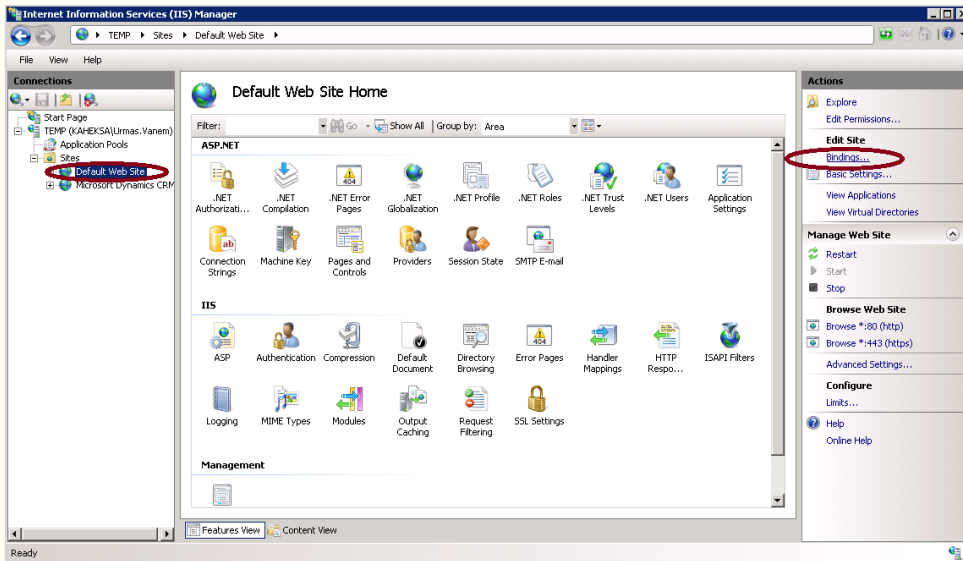 Internet Information Services (IIS) Manager
TEMP Sites Default Web Site
File View Help
Connections
Start Page
TEMP (KAHEKSA\Urmas.Vanem)
Application Pools
Sites
Default Web Site
Microsoft Dynamics CRM
Default Web Site Home
Filter: Go Show All Group by: Area
ASP.NET
.NET Authorizati...
.NET Compilation
.NET Error Pages
.NET Globalization
.NET Profile
.NET Roles
.NET Trust Levels
.NET Users
Application Settings
Connection Strings
Machine Key
Pages and Controls
Providers
Session State
SMTP E-mail
IIS
ASP
Authentication
Compression
Default Document
Directory Browsing
Error Pages
Handler Mappings
HTTP Respo...
ISAPI Filters
Logging
MIME Types
Modules
Output Caching
Request Filtering
SSL Settings
Management
Features View
Content View
Actions
Explore
Edit Permissions...
Edit Site
Bindings...
Basic Settings...
View Applications
View Virtual Directories
Manage Web Site
Restart
Start
Stop
Browse Web Site
Browse *:80 (http)
Browse *:443 (https)
Advanced Settings...
Configure
Limits...
Help
Online Help
Ready